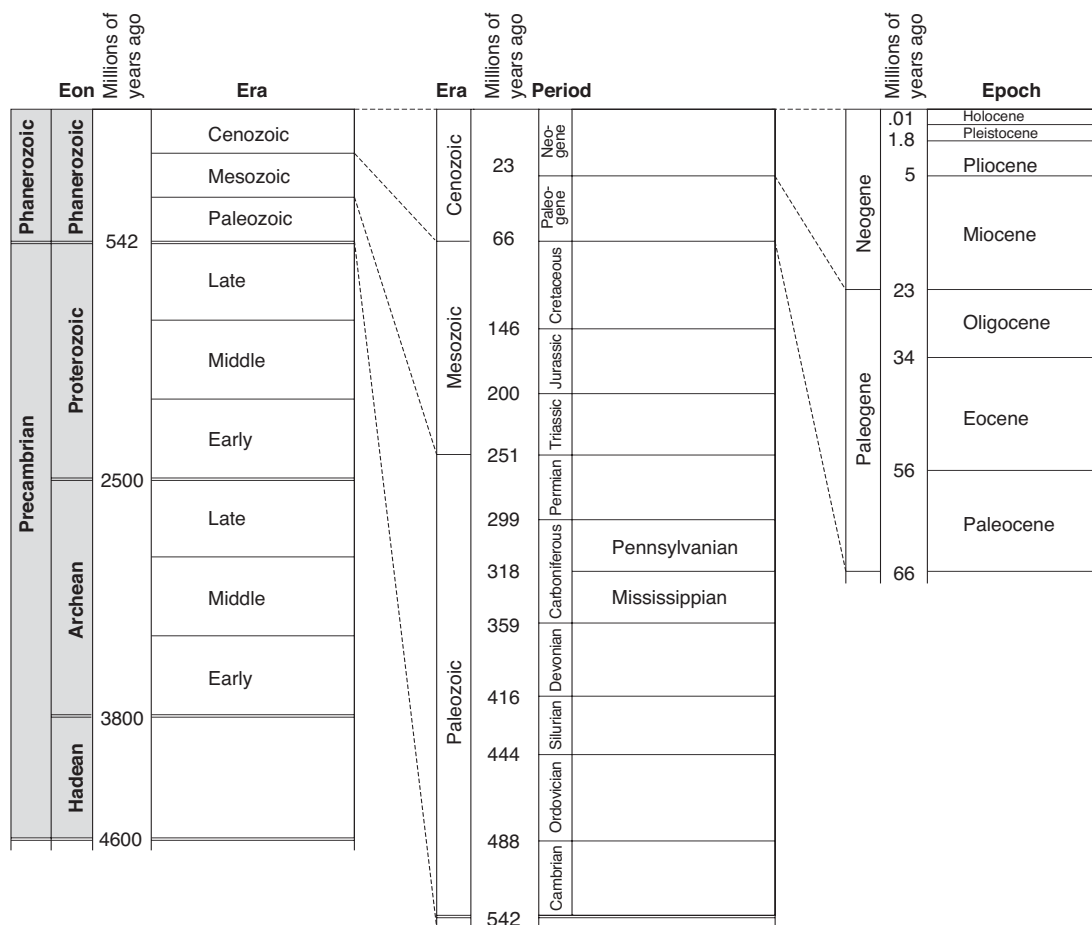 Eon
Millions of
years ago
Era
Phanerozoic
Precambrian
Phanerozoic
Proterozoic
Archean
Hadean
542
2500
3800
4600
Cenozoic
Mesozoic
Paleozoic
Late
Middle
Early
Late
Middle
Early
Era
Millions of
years ago
Period
Cenozoic
Mesozoic
Paleozoic
23
66
146
200
251
299
318
359
416
444
488
542
Neo-
gene
Paleo-
gene
Cretaceous
Jurassic
Triassic
Permian
Carboniferous
Devonian
Silurian
Ordovician
Cambrian
Pennsylvanian
Mississippian
Millions of
years ago
Epoch
Neogene
Paleogene
.01
1.8
5
23
34
56
66
Holocene
Pleistocene
Pliocene
Miocene
Oligocene
Eocene
Paleocene